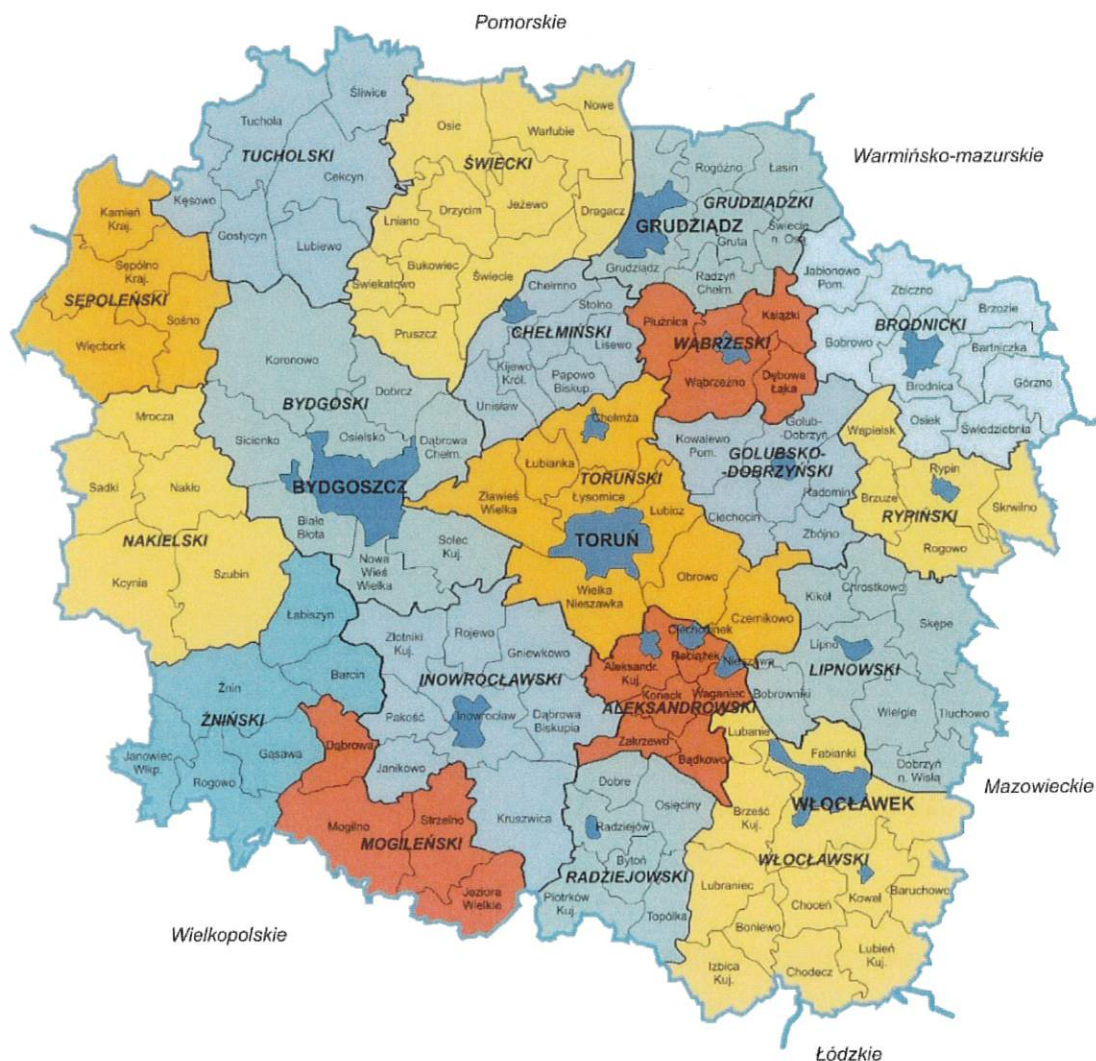 Pomorskie
Śliwice
Tuchola
TUCHOLSKI
Cekcyn
Kęsowo
Gostycyn
Lubiewo
Nowe
Osie
Warlubie
ŚWIECKI
Lniano
Drzycim
Jeżewo
Dragacz
Bukowiec
Świecie
Świekatowo
Pruszcz
Warmińsko-mazurskie
Rogóźno
Łasin
GRUDZIADZKI
GRUDZIĄDZ
Gruta
Świecie
n. Osą
Grudziądz
Radzyń
Chełm.
Kamień
Kraj.
Sępólno
Kraj.
SĘPOLEŃSKI
Sośno
Więcbork
Chełmno
Stolno
CHEŁMIŃSKI
Lisewo
Kijewo
Król.
Papowo
Biskup.
Unisław
Płużnica
Książki
WĄBRZESKI
Wąbrzeźno
Dębowa
Łąka
Jabłonowo
Pom.
Zbiczno
Brzozie
BRODNICKI
Bobrowo
Bartniczka
Brodnica
Górzno
Osiek
Świedziebnia
Koronowo
Dobrcz
BYDGOSKI
Sicienko
Osielsko
Dąbrowa
Chełm.
BYDGOSZCZ
Białe
Błota
Nowa
Wieś
Wielka
Solec
Kuj.
Mrocza
Sadki
Nakło
NAKIELSKI
Kcynia
Szubin
Chełmża
Łubianka
TORUŃSKI
Zławieś
Wielka
Łysomice
Lubicz
TORUŃ
Wielka
Nieszawka
Obrowo
Czernikowo
Kowalewo
Pom.
Golub-
Dobrzyń
GOLUBSKO-
DOBRZYŃSKI
Radomin
Ciechocin
Zbójno
Wąpielsk
Rypin
Brzuze
Skrwilno
RYPIŃSKI
Rogowo
Łabiszyn
Żnin
Barcin
ŻNIŃSKI
Janowiec
Wlkp.
Gąsawa
Rogowo
Złotniki
Kuj.
Rojewo
Gniewkowo
INOWROCŁAWSKI
Pakość
Inowrocław
Dąbrowa
Biskupia
Janikowo
Kruszwica
Ciechocinek
Aleksandr.
Kuj.
Raciążek
Nieszawa
Koneck
Waganiec
ALEKSANDROWSKI
Zakrzewo
Bądkowo
Kikół
Chrostkowo
Skępe
Lipno
LIPNOWSKI
Bobrowniki
Wielgie
Tłuchowo
Dobrzyń
n. Wisłą
Dąbrowa
Strzelno
Mogilno
MOGILEŃSKI
Jeziora
Wielkie
Dobre
Osięciny
Radziejów
Bytoń
RADZIEJOWSKI
Piotrków
Kuj.
Topólka
Lubanie
Fabianki
WŁOCŁAWEK
Brześć
Kuj.
WŁOCŁAWSKI
Lubraniec
Kowal
Baruchowo
Choceń
Boniewo
Lubień
Kuj.
Izbica
Kuj.
Chodecz
Mazowieckie
Wielkopolskie
Łódzkie